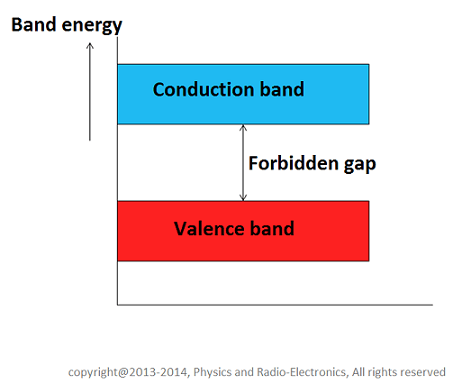 Band energy
Conduction band
Forbidden gap
Valence band
copyright@2013-2014, Physics and Radio-Electronics, All rights reserved